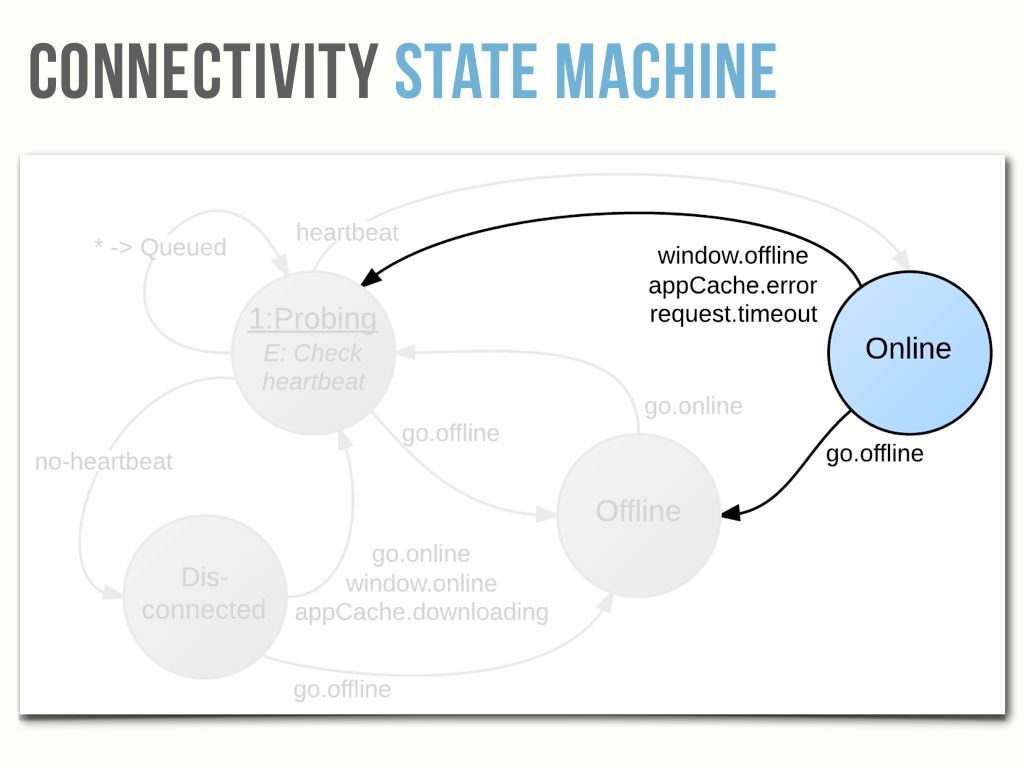 CONNECTIVITY STATE MACHINE
* -> Queued
heartbeat
window.offline
appCache.error
request.timeout
1:Probing
E: Check
heartbeat
Online
go.online
go.offline
go.offline
no-heartbeat
Offline
Dis-
connected
go.online
window.online
appCache.downloading
go.offline